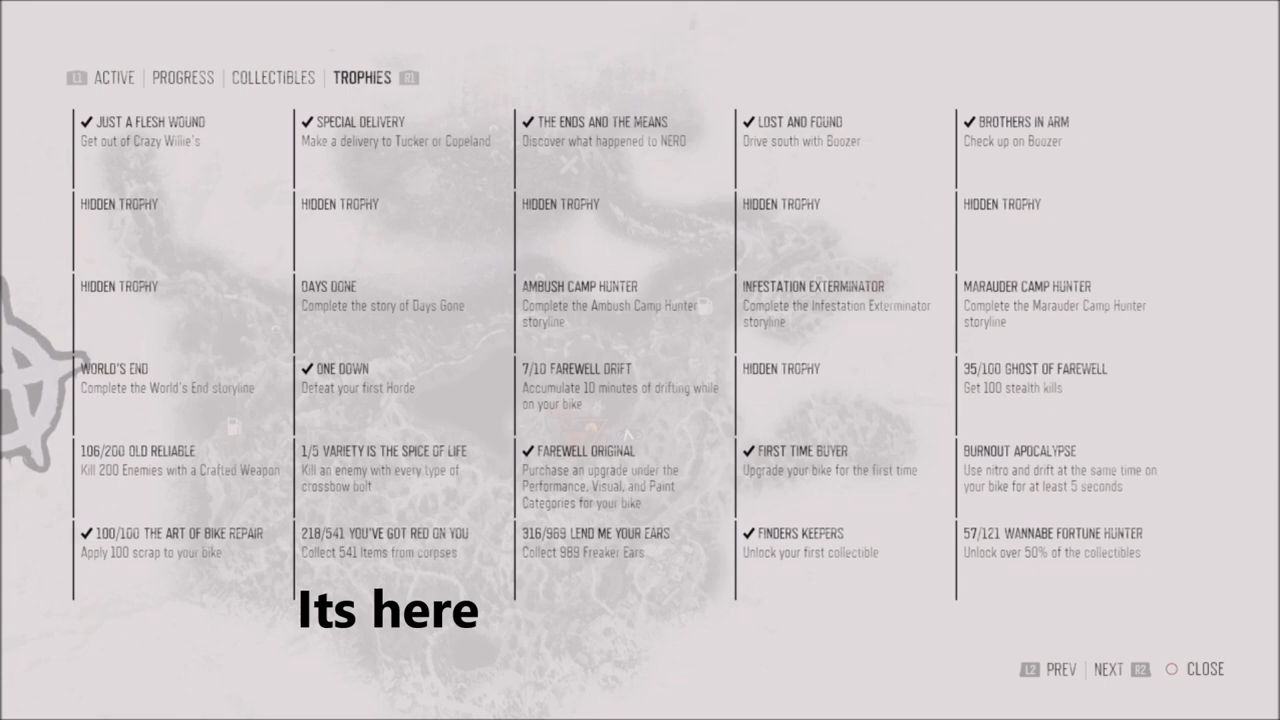 L1 ACTIVE PROGRESS COLLECTIBLES TROPHIES R1
✔ JUST A FLESH WOUND
Get out of Crazy Willie's
✔ SPECIAL DELIVERY
Make a delivery to Tucker or Copeland
✔ THE ENDS AND THE MEANS
Discover what happened to NERO
✔ LOST AND FOUND
Drive south with Boozer
✔ BROTHERS IN ARM
Check up on Boozer
HIDDEN TROPHY
HIDDEN TROPHY
HIDDEN TROPHY
HIDDEN TROPHY
HIDDEN TROPHY
HIDDEN TROPHY
DAYS DONE
Complete the story of Days Gone
AMBUSH CAMP HUNTER
Complete the Ambush Camp Hunter
storyline
INFESTATION EXTERMINATOR
Complete the Infestation Exterminator
storyline
MARAUDER CAMP HUNTER
Complete the Marauder Camp Hunter
storyline
WORLD'S END
Complete the World's End storyline
✔ ONE DOWN
Defeat your first Horde
7/10 FAREWELL DRIFT
Accumulate 10 minutes of drifting while
on your bike
HIDDEN TROPHY
35/100 GHOST OF FAREWELL
Get 100 stealth kills
106/200 OLD RELIABLE
Kill 200 Enemies with a Crafted Weapon
1/5 VARIETY IS THE SPICE OF LIFE
Kill an enemy with every type of
crossbow bolt
✔ FAREWELL ORIGINAL
Purchase an upgrade under the
Performance, Visual, and Paint
Categories for your bike
✔ FIRST TIME BUYER
Upgrade your bike for the first time
BURNOUT APOCALYPSE
Use nitro and drift at the same time on
your bike for at least 5 seconds
✔ 100/100 THE ART OF BIKE REPAIR
Apply 100 scrap to your bike
218/541 YOU'VE GOT RED ON YOU
Collect 541 Items from corpses
316/989 LEND ME YOUR EARS
Collect 989 Freaker Ears
✔ FINDERS KEEPERS
Unlock your first collectible
57/121 WANNABE FORTUNE HUNTER
Unlock over 50% of the collectibles
Its here
L2 PREV NEXT R2 CLOSE